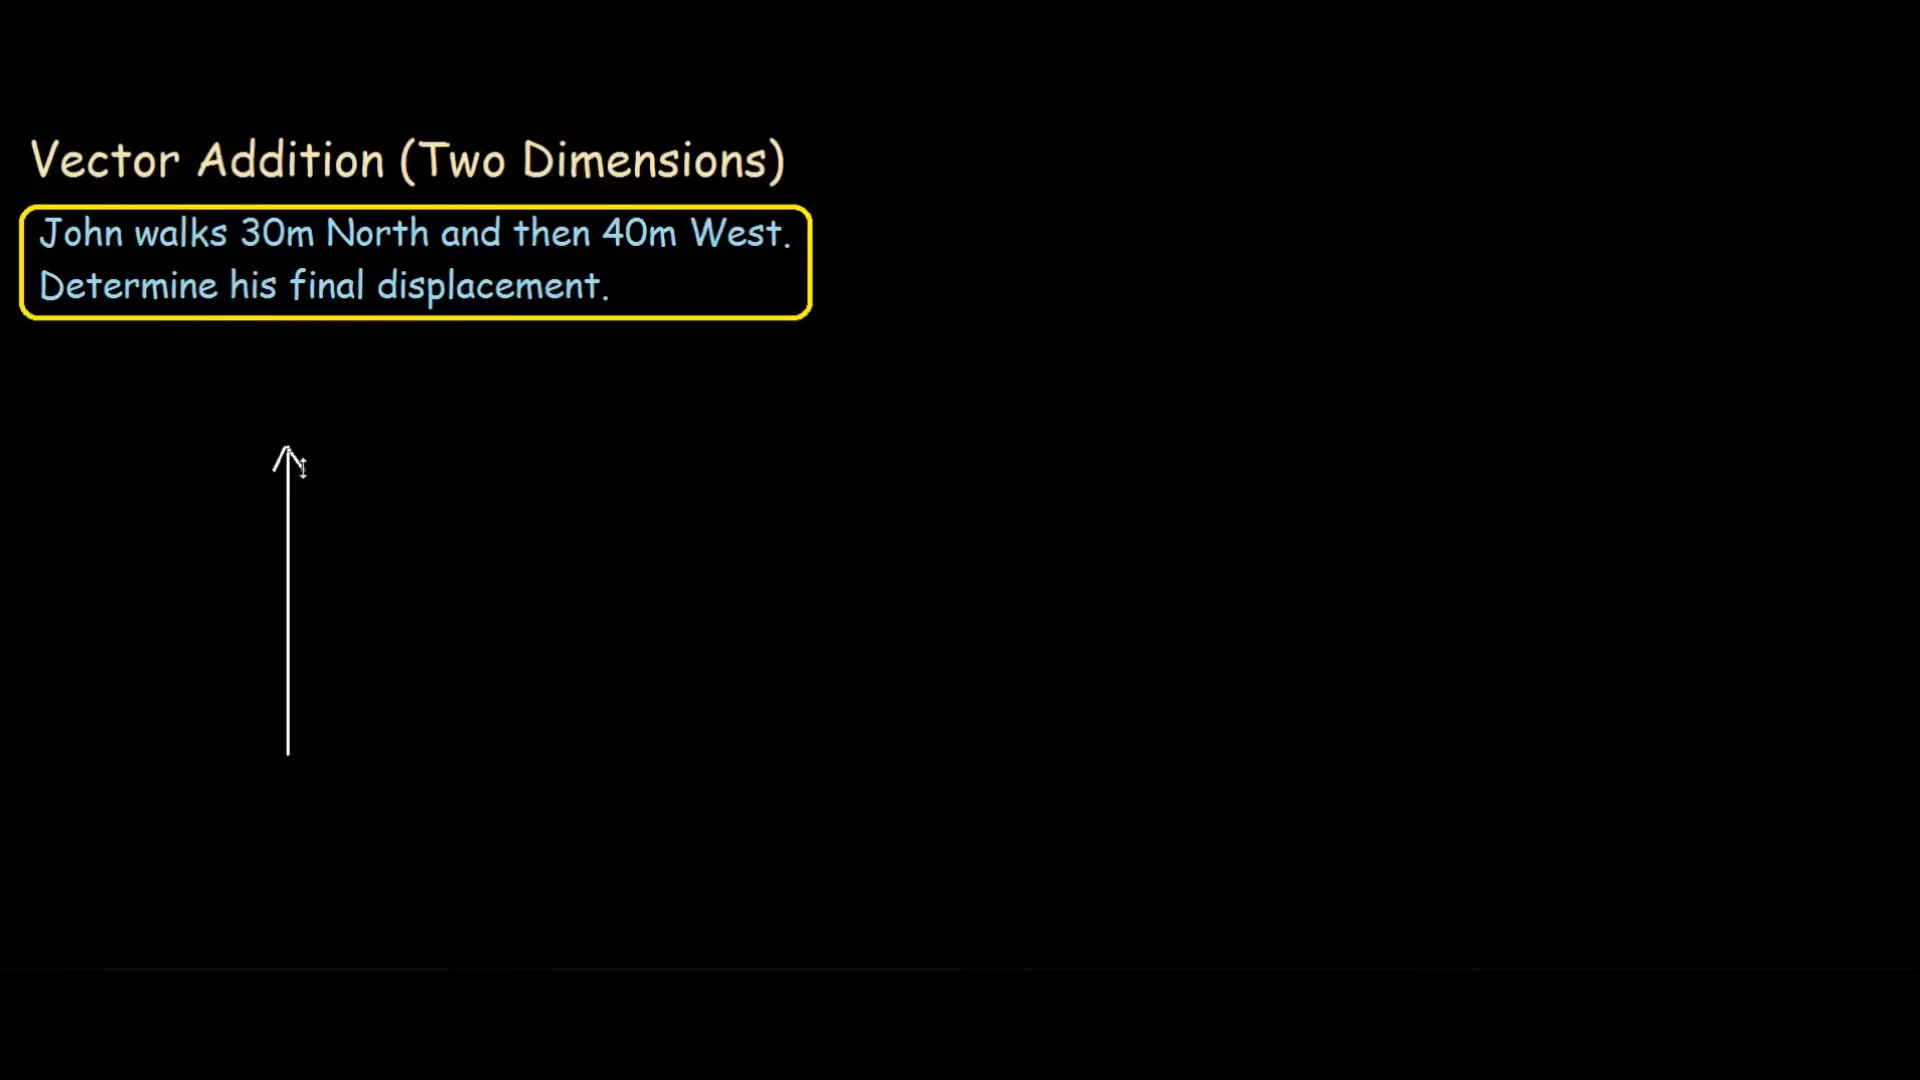 Vector Addition (Two Dimensions)
John walks 30m North and then 40m West.
Determine his final displacement.